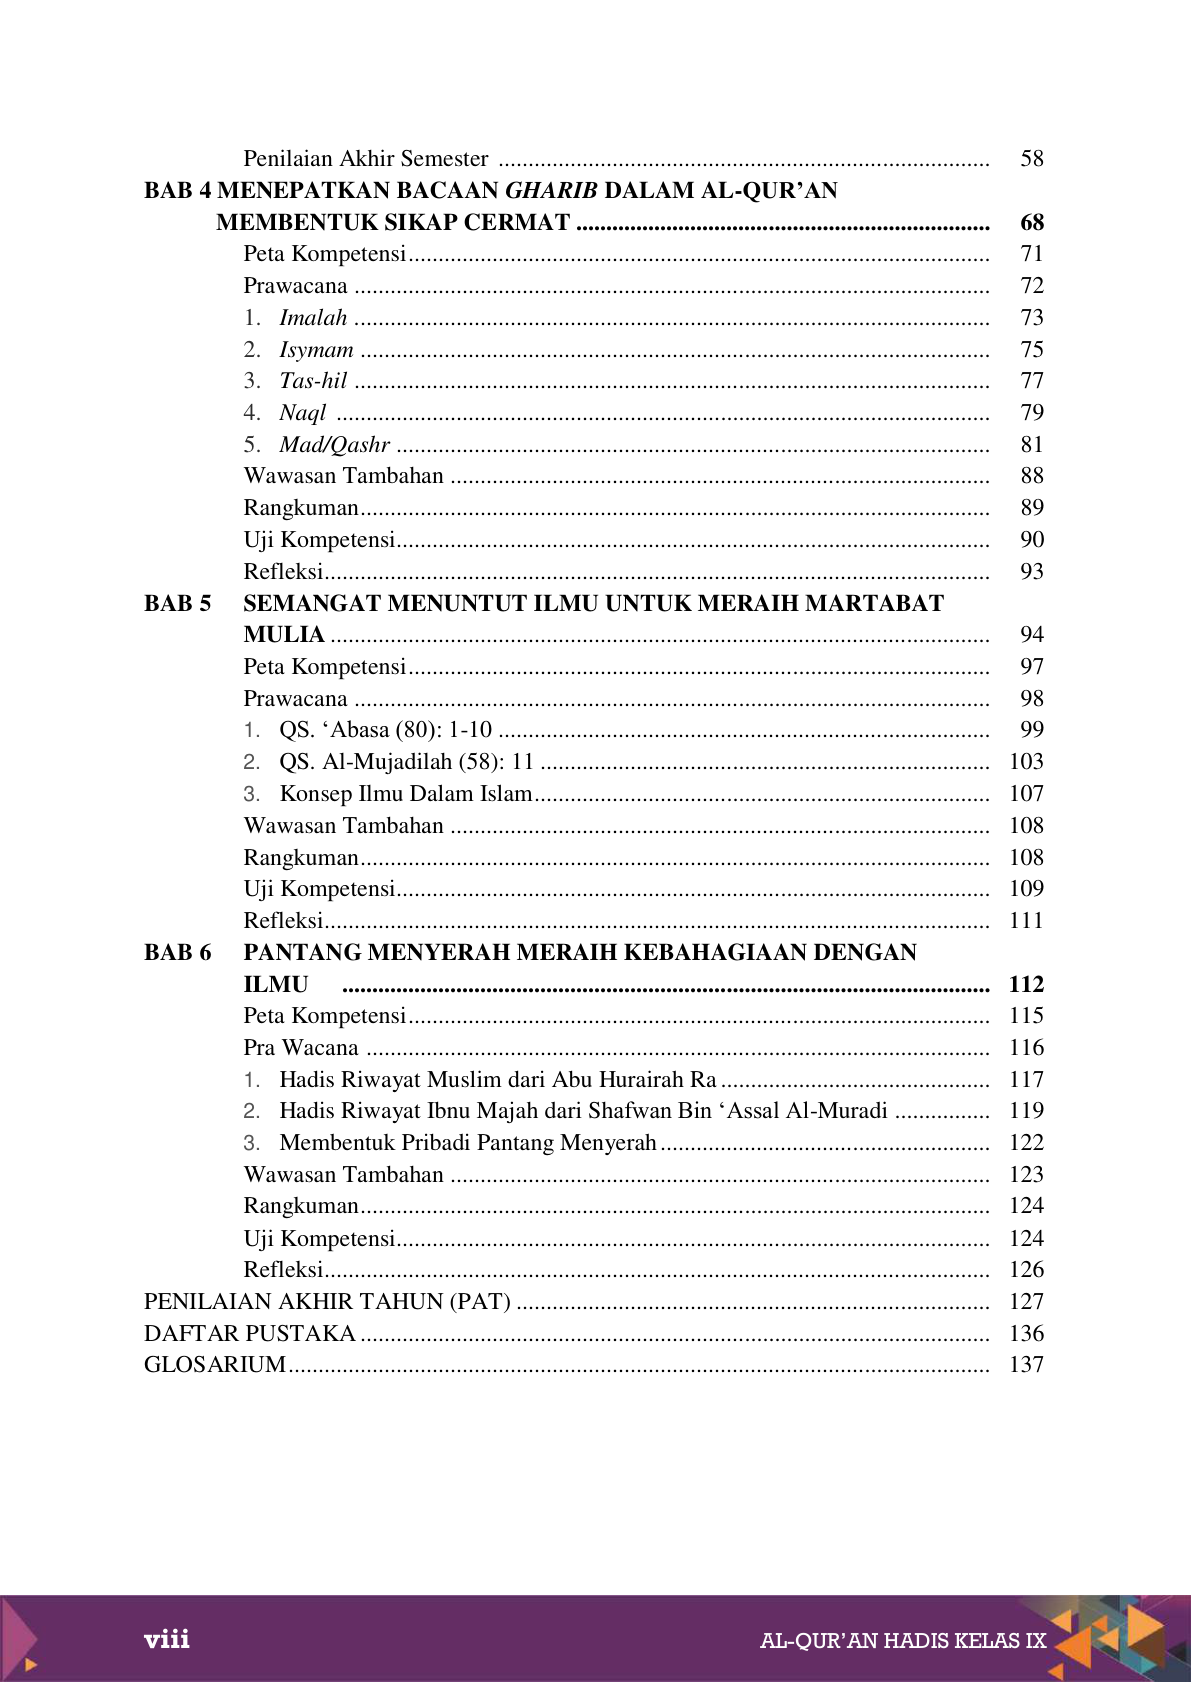 Penilaian Akhir Semester ........................ 58
BAB 4 MENEPATKAN BACAAN GHARIB DALAM AL-QUR’AN
MEMBENTUK SIKAP CERMAT ........................ 68
Peta Kompetensi ........................ 71
Prawacana ........................ 72
1. Imalah ........................ 73
2. Isymam ........................ 75
3. Tas-hil ........................ 77
4. Naql ........................ 79
5. Mad/Qashr ........................ 81
Wawasan Tambahan ........................ 88
Rangkuman ........................ 89
Uji Kompetensi ........................ 90
Refleksi ........................ 93
BAB 5 SEMANGAT MENUNTUT ILMU UNTUK MERAIH MARTABAT
MULIA ........................ 94
Peta Kompetensi ........................ 97
Prawacana ........................ 98
1. QS. ‘Abasa (80): 1-10 ........................ 99
2. QS. Al-Mujadilah (58): 11 ........................ 103
3. Konsep Ilmu Dalam Islam ........................ 107
Wawasan Tambahan ........................ 108
Rangkuman ........................ 108
Uji Kompetensi ........................ 109
Refleksi ........................ 111
BAB 6 PANTANG MENYERAH MERAIH KEBAHAGIAAN DENGAN
ILMU ........................ 112
Peta Kompetensi ........................ 115
Pra Wacana ........................ 116
1. Hadis Riwayat Muslim dari Abu Hurairah Ra ........................ 117
2. Hadis Riwayat Ibnu Majah dari Shafwan Bin ‘Assal Al-Muradi ................ 119
3. Membentuk Pribadi Pantang Menyerah ........................ 122
Wawasan Tambahan ........................ 123
Rangkuman ........................ 124
Uji Kompetensi ........................ 124
Refleksi ........................ 126
PENILAIAN AKHIR TAHUN (PAT) ........................ 127
DAFTAR PUSTAKA ........................ 136
GLOSARIUM ........................ 137
viii AL-QUR’AN HADIS KELAS IX